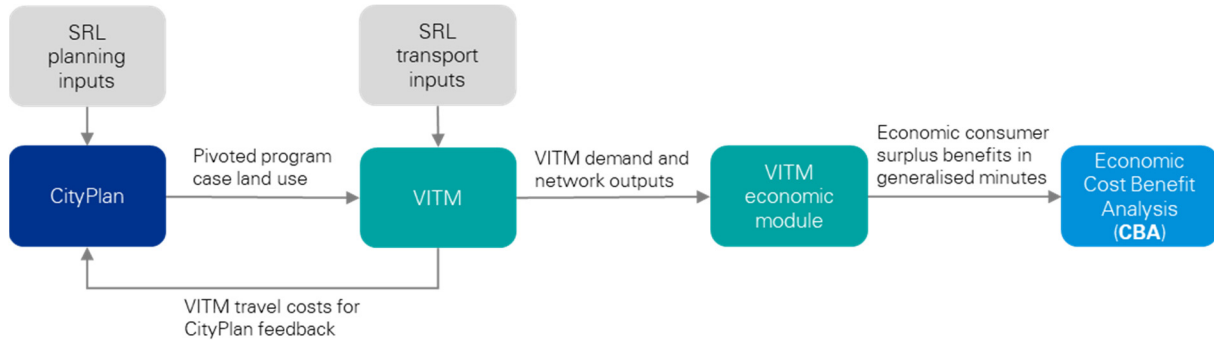 SRL
planning
inputs
SRL
transport
inputs
CityPlan
Pivoted program
case land use
VITM
VITM demand and
network outputs
VITM
economic
module
Economic consumer
surplus benefits in
generalised minutes
Economic
Cost Benefit
Analysis
(CBA)
VITM travel costs for
CityPlan feedback